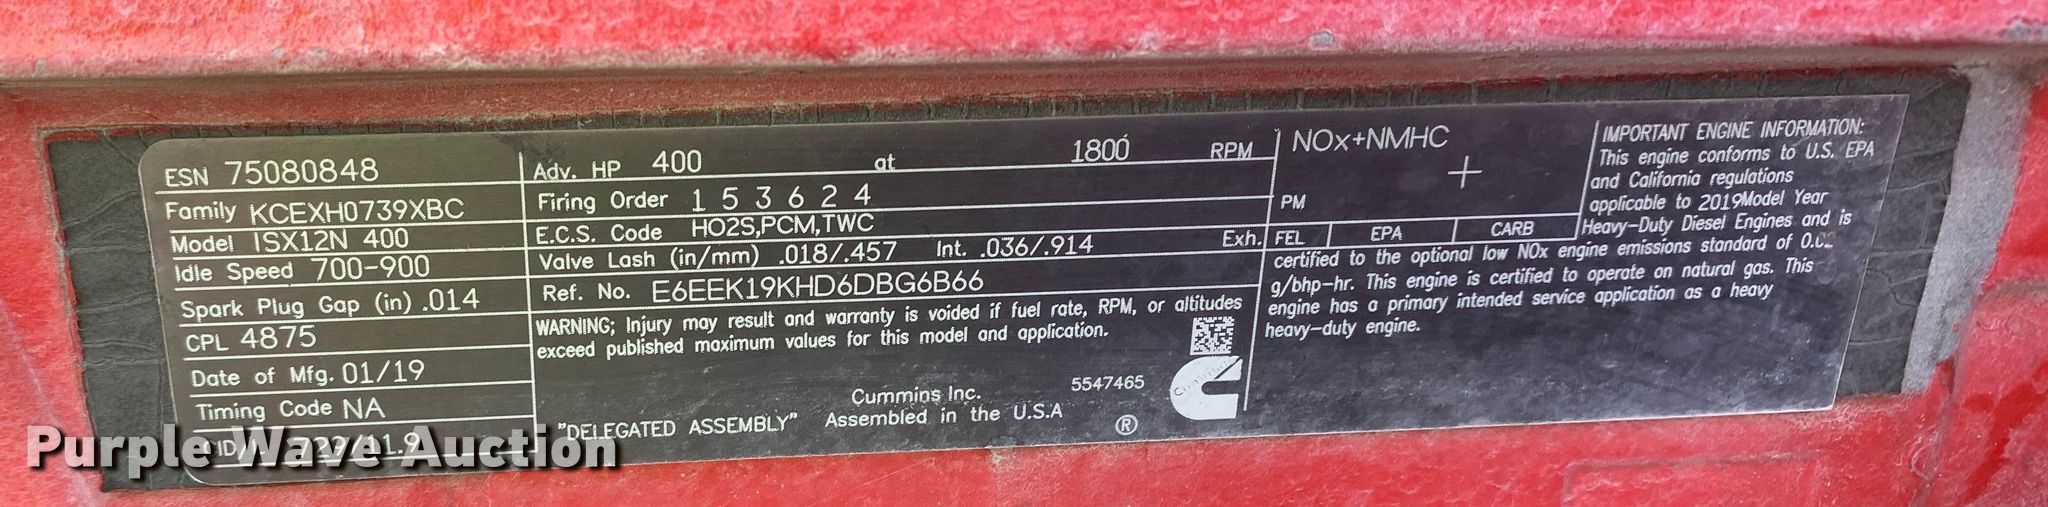 ESN 75080848
Family KCEXH0739XBC
Model ISX12N 400
Idle Speed 700-900
Spark Plug Gap (in) .014
CPL 4875
Date of Mfg. 01/19
Timing Code NA
729/11.9
Adv. HP 400 at 1800 RPM
Firing Order 1 5 3 6 2 4
E.C.S. Code HO2S,PCM,TWC
Valve Lash (in/mm) .018/.457 Int. .036/.914 Exh.
Ref. No. E6EEK19KHD6DBG6B66
WARNING; Injury may result and warranty is voided if fuel rate, RPM, or altitudes
exceed published maximum values for this model and application.
Cummins Inc. 5547465
"DELEGATED ASSEMBLY" Assembled in the U.S.A
Cummins
®
NOx+NMHC
+
PM
FEL EPA CARB
IMPORTANT ENGINE INFORMATION:
This engine conforms to U.S. EPA
and California regulations
applicable to 2019Model Year
Heavy-Duty Diesel Engines and is
certified to the optional low NOx engine emissions standard of
g/bhp-hr. This engine is certified to operate on natural gas. This
engine has a primary intended service application as a heavy
heavy-duty engine.
Purple Wave Auction